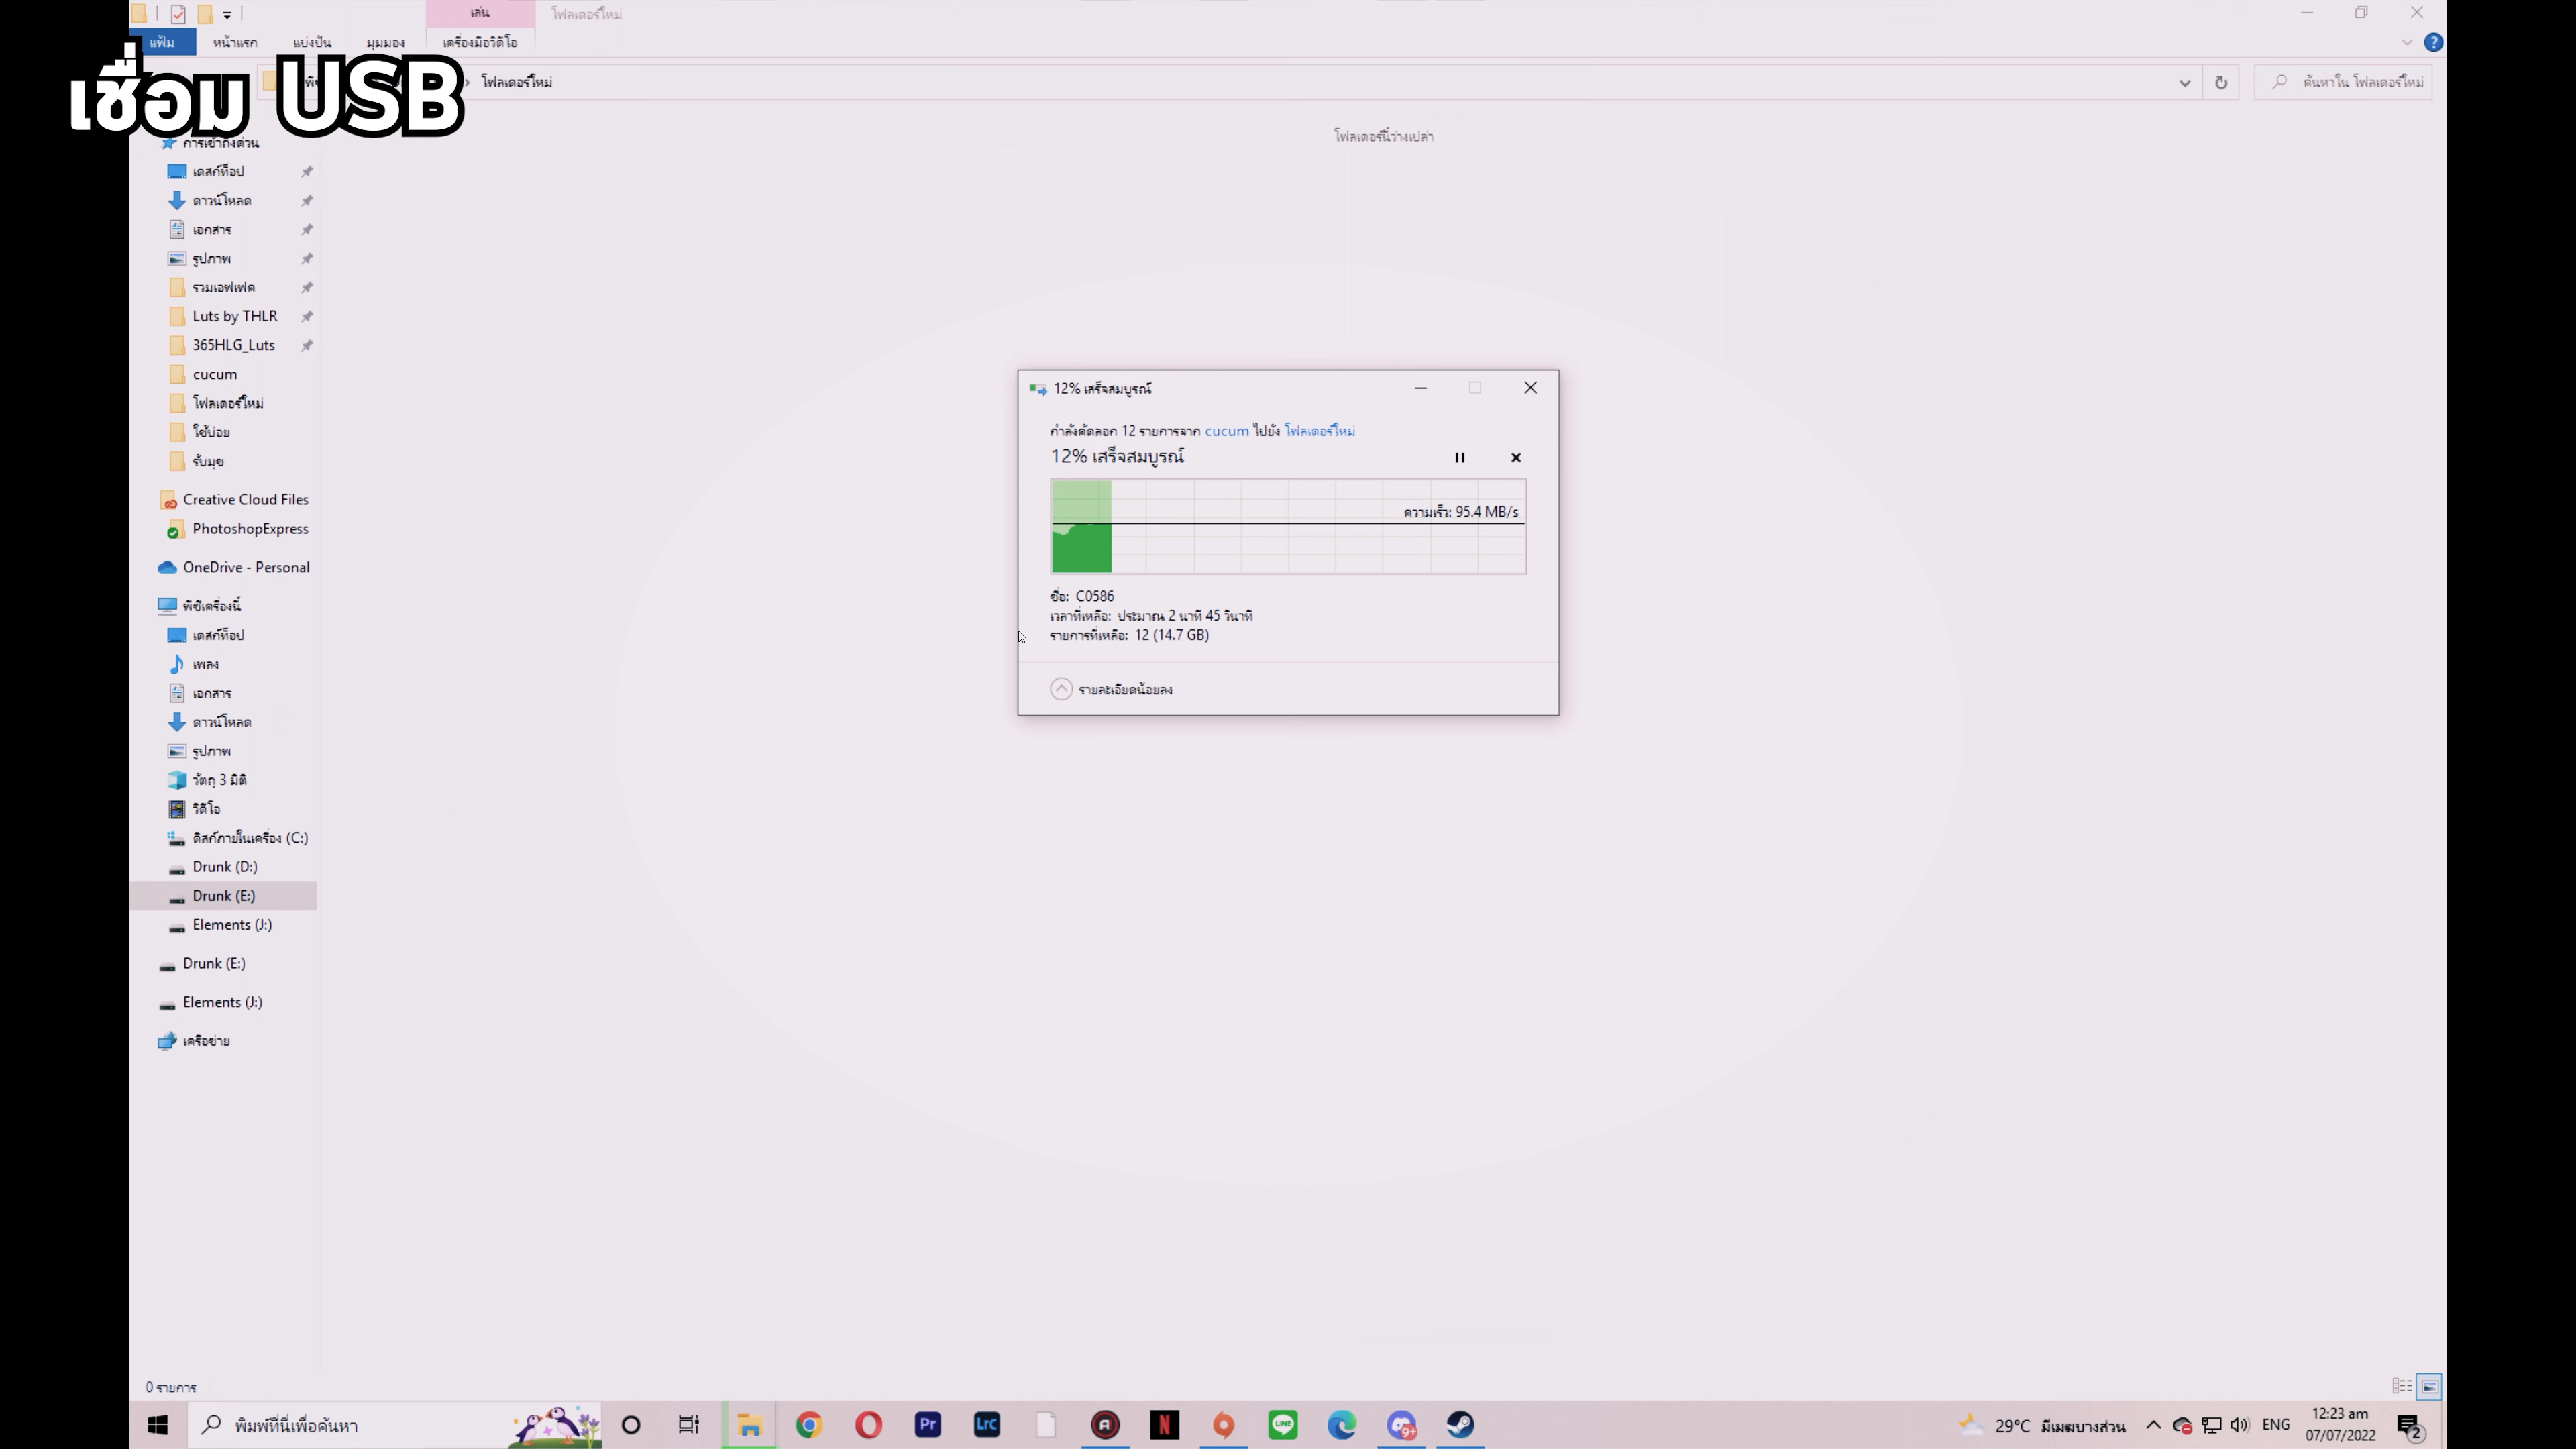 เล่น
โฟลเดอร์ใหม่
แฟ้ม
หน้าแรก
แบ่งปัน
มุมมอง
เครื่องมือวิดีโอ
?
เชื่อม USB
› โฟลเดอร์ใหม่
ค้นหาใน โฟลเดอร์ใหม่
โฟลเดอร์นี้ว่างเปล่า
การเข้าถึงด่วน
เดสก์ท็อป
ดาวน์โหลด
เอกสาร
รูปภาพ
รวมเอฟเฟค
Luts by THLR
365HLG_Luts
cucum
โฟลเดอร์ใหม่
ใช้บ่อย
รับมุข
Creative Cloud Files
PhotoshopExpress
OneDrive - Personal
พีซีเครื่องนี้
เดสก์ท็อป
เพลง
เอกสาร
ดาวน์โหลด
รูปภาพ
วัตถุ 3 มิติ
วิดีโอ
ดิสก์ภายในเครื่อง (C:)
Drunk (D:)
Drunk (E:)
Elements (J:)
Drunk (E:)
Elements (J:)
เครือข่าย
12% เสร็จสมบูรณ์
กำลังคัดลอก 12 รายการจาก cucum ไปยัง โฟลเดอร์ใหม่
12% เสร็จสมบูรณ์
ความเร็ว: 95.4 MB/s
ชื่อ: C0586
เวลาที่เหลือ: ประมาณ 2 นาที 45 วินาที
รายการที่เหลือ: 12 (14.7 GB)
รายละเอียดน้อยลง
0 รายการ
พิมพ์ที่นี่เพื่อค้นหา
Pr
LrC
N
LINE
9+
29°C มีเมฆบางส่วน
ENG
12:23 am
07/07/2022
2